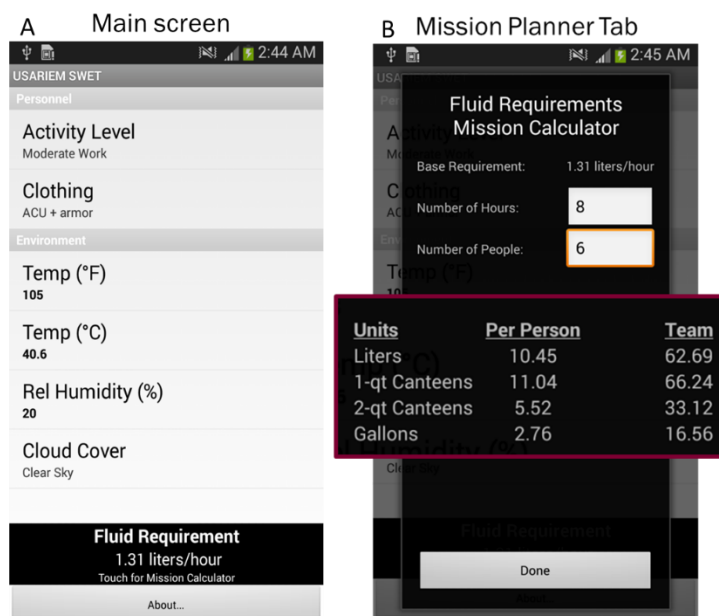 A Main screen
2:44 AM
USARIEM SWET
Personnel
Activity Level
Moderate Work
Clothing
ACU + armor
Environment
Temp (°F)
105
Temp (°C)
40.6
Rel Humidity (%)
20
Cloud Cover
Clear Sky
Fluid Requirement
1.31 liters/hour
Touch for Mission Calculator
About...
B Mission Planner Tab
2:45 AM
Fluid Requirements
Mission Calculator
Base Requirement: 1.31 liters/hour
Number of Hours: 8
Number of People: 6
Units Per Person Team
Liters 10.45 62.69
1-qt Canteens 11.04 66.24
2-qt Canteens 5.52 33.12
Gallons 2.76 16.56
Clear Sky
Fluid Requirement
Done